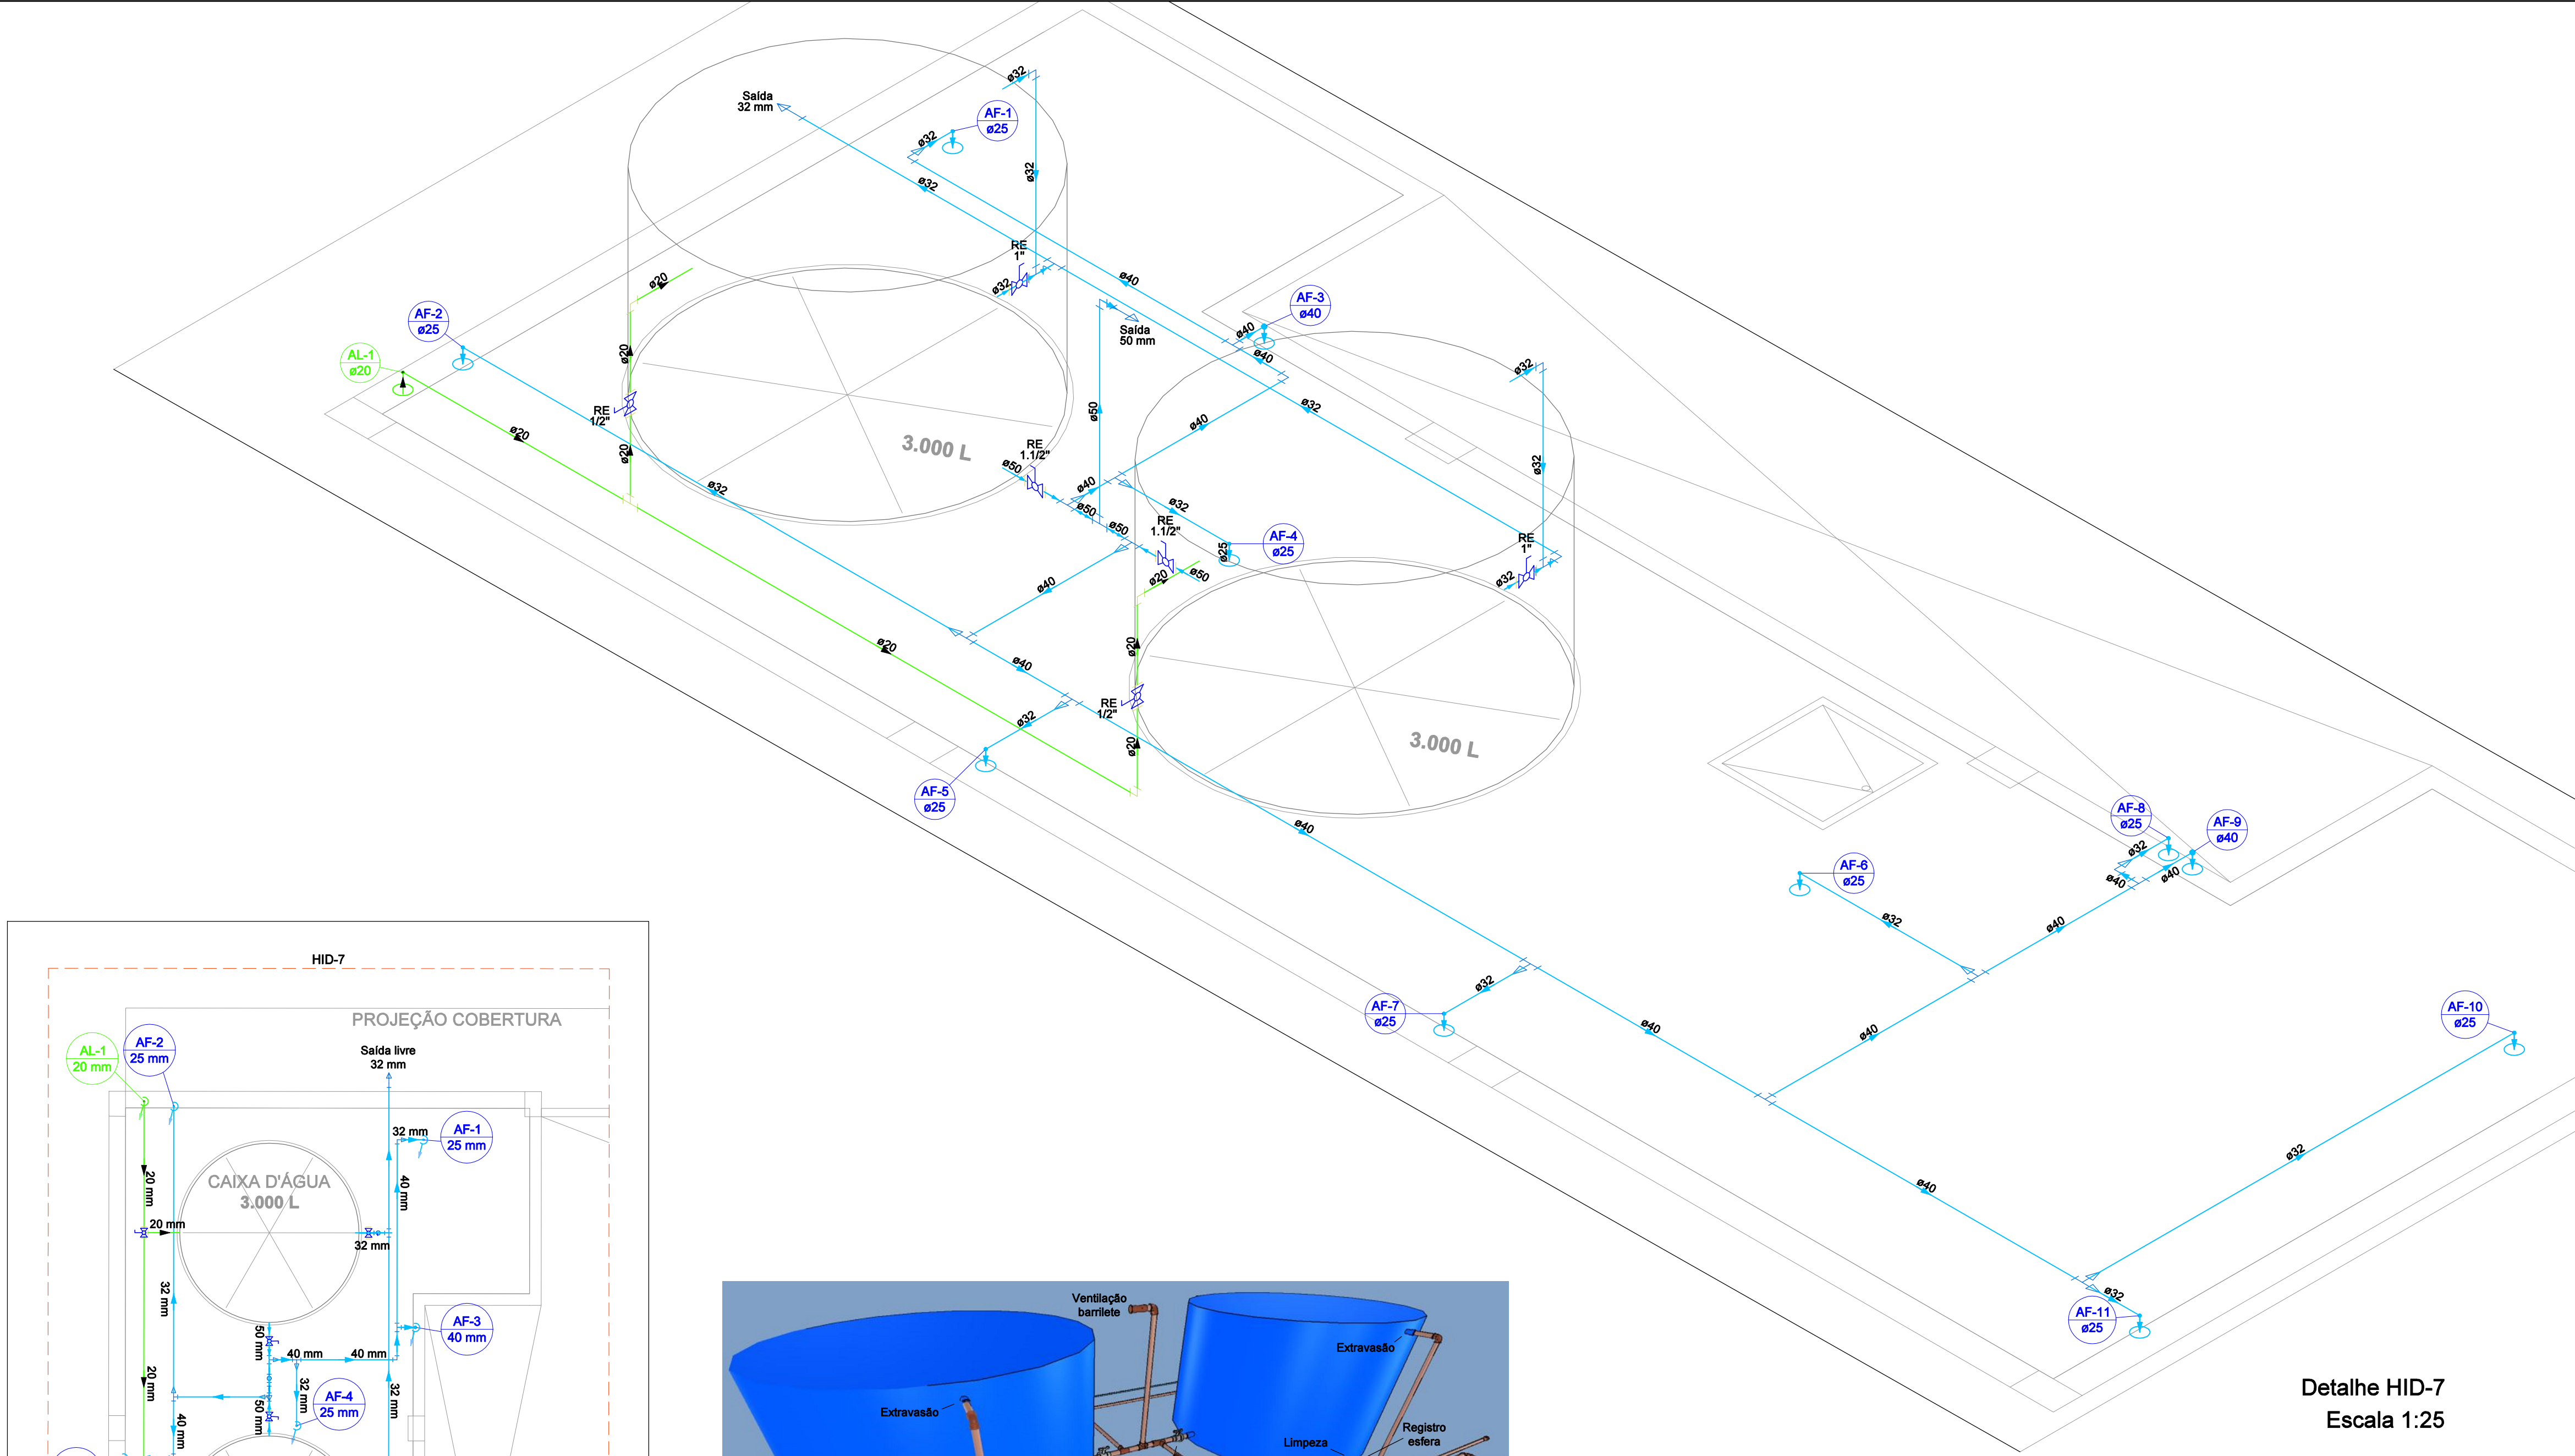 ø32
Saída
32 mm
AF-1
ø25
ø32
ø32
ø32
RE
1"
ø20
ø32
ø40
AF-3
ø40
AF-2
ø25
ø40
Saída
50 mm
AL-1
ø20
ø20
ø40
ø32
RE
1/2"
ø50
ø32
ø40
ø20
ø20
3.000 L
RE
1.1/2"
ø50
ø32
ø32
ø40
ø32
ø50
ø50
RE
1.1/2"
AF-4
ø25
ø25
RE
1"
ø20
ø50
ø32
ø40
ø20
ø20
ø40
RE
1/2"
ø32
ø20
3.000 L
AF-5
ø25
ø40
AF-8
ø25
AF-9
ø40
ø32
ø40
ø40
AF-6
ø25
ø32
ø40
ø32
AF-7
ø25
ø40
ø40
AF-10
ø25
ø32
ø40
ø32
AF-11
ø25
HID-7
PROJEÇÃO COBERTURA
AL-1
20 mm
AF-2
25 mm
Saída livre
32 mm
32 mm
AF-1
25 mm
20 mm
CAIXA D'ÁGUA
3.000 L
40 mm
20 mm
32 mm
32 mm
AF-3
40 mm
50 mm
40 mm
40 mm
20 mm
32 mm
AF-4
25 mm
32 mm
50 mm
40 mm
Ventilação
barrilete
Extravasão
Extravasão
Registro
esfera
Limpeza
Detalhe HID-7
Escala 1:25